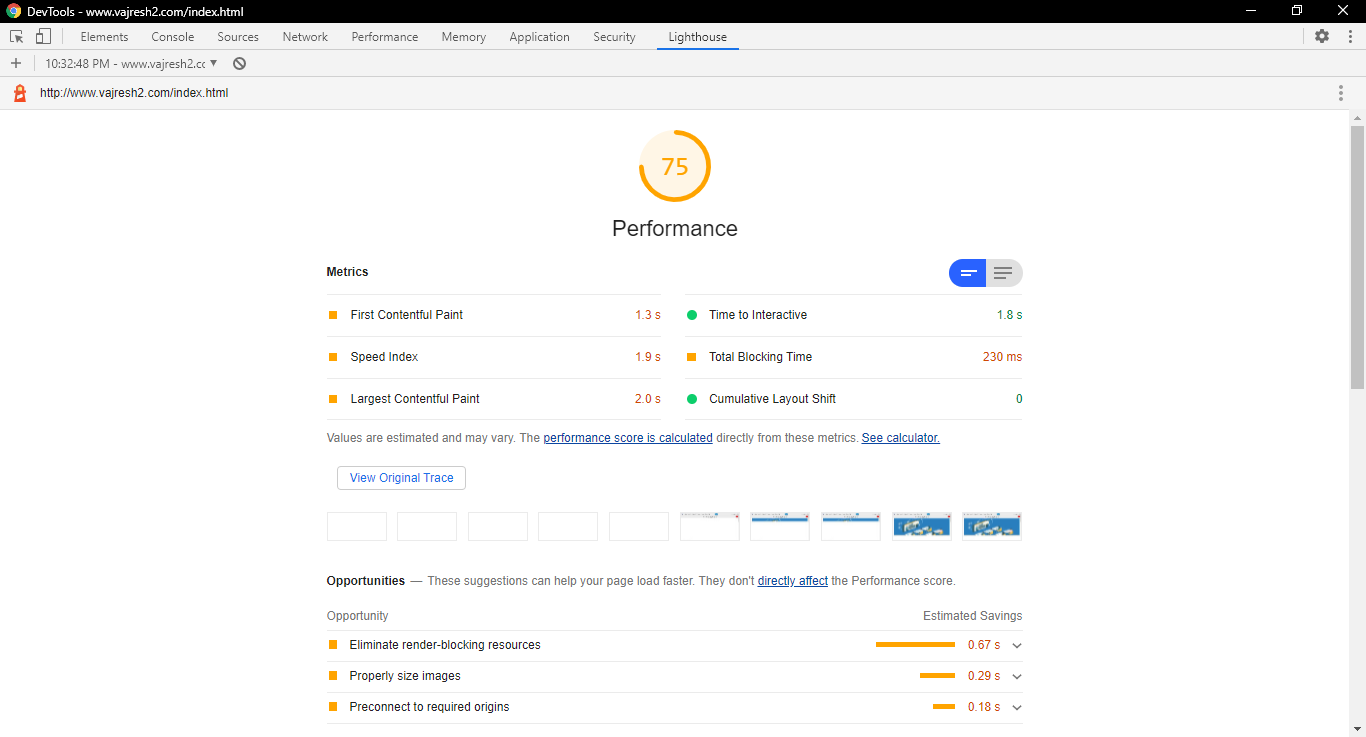 DevTools - www.vajresh2.com/index.html
Elements Console Sources Network Performance Memory Application Security Lighthouse
10:32:48 PM - www.vajresh2.cc
http://www.vajresh2.com/index.html
75
Performance
Metrics
First Contentful Paint 1.3 s Time to Interactive 1.8 s
Speed Index 1.9 s Total Blocking Time 230 ms
Largest Contentful Paint 2.0 s Cumulative Layout Shift 0
Values are estimated and may vary. The performance score is calculated directly from these metrics. See calculator.
View Original Trace
Opportunities — These suggestions can help your page load faster. They don't directly affect the Performance score.
Opportunity Estimated Savings
Eliminate render-blocking resources 0.67 s
Properly size images 0.29 s
Preconnect to required origins 0.18 s